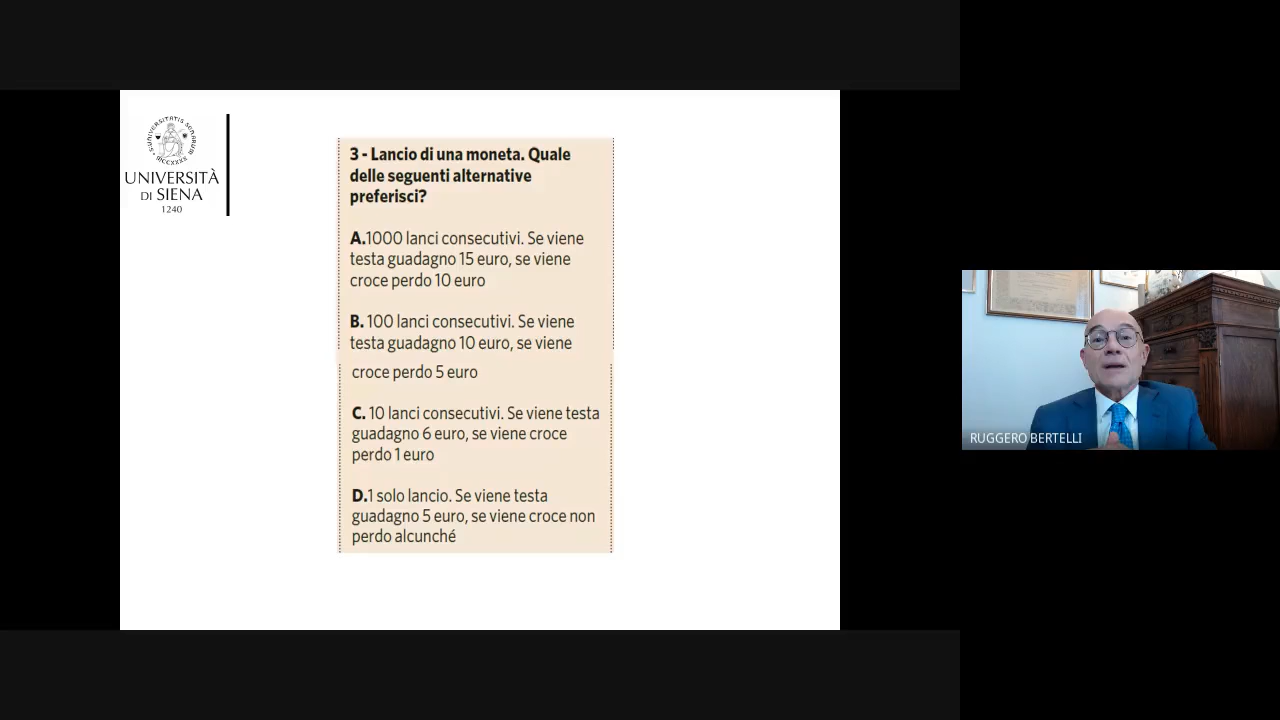 UNIVERSITÀ
DI SIENA
1240
3 - Lancio di una moneta. Quale
delle seguenti alternative
preferisci?
A.1000 lanci consecutivi. Se viene
testa guadagno 15 euro, se viene
croce perdo 10 euro
B. 100 lanci consecutivi. Se viene
testa guadagno 10 euro, se viene
croce perdo 5 euro
C. 10 lanci consecutivi. Se viene testa
guadagno 6 euro, se viene croce
perdo 1 euro
D.1 solo lancio. Se viene testa
guadagno 5 euro, se viene croce non
perdo alcunché
RUGGERO BERTELLI